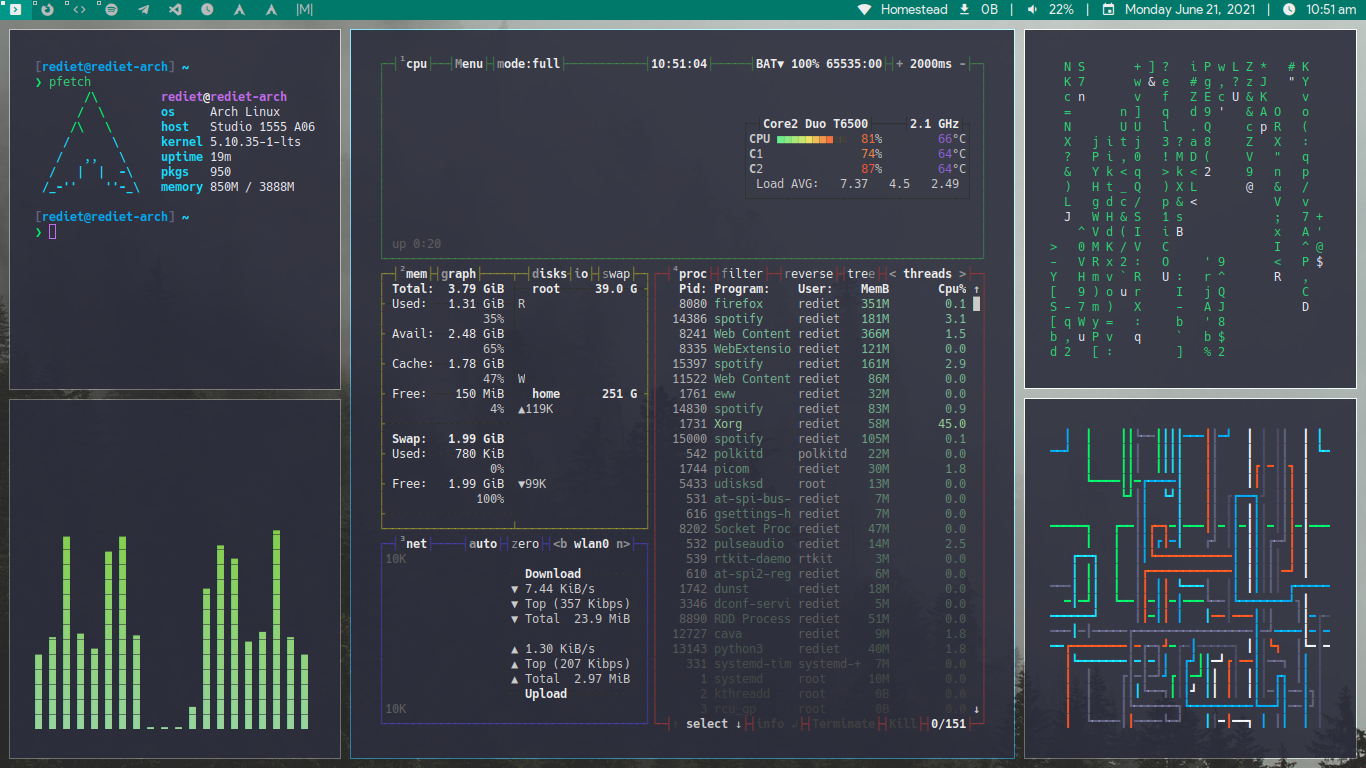 |M|
Homestead 0B | 22% | Monday June 21, 2021 | 10:51 am
[rediet@rediet-arch] ~
❯ pfetch
rediet@rediet-arch
os Arch Linux
host Studio 1555 A06
kernel 5.10.35-1-lts
uptime 19m
pkgs 950
memory 850M / 3888M
[rediet@rediet-arch] ~
❯
¹cpu Menu mode:full 10:51:04 BAT▼ 100% 65535:00 + 2000ms -
Core2 Duo T6500 2.1 GHz
CPU 81% 66°C
C1 74% 64°C
C2 87% 64°C
Load AVG: 7.37 4.5 2.49
up 0:20
²mem graph disks io swap
Total: 3.79 GiB root 39.0 G
Used: 1.31 GiB R
35%
Avail: 2.48 GiB
65%
Cache: 1.78 GiB
47% W
Free: 150 MiB home 251 G
4% ▲119K
Swap: 1.99 GiB
Used: 780 KiB
0%
Free: 1.99 GiB ▼99K
100%
³net auto zero <b wlan0 n>
10K
Download
▼ 7.44 KiB/s
▼ Top (357 Kibps)
▼ Total 23.9 MiB
▲ 1.30 KiB/s
▲ Top (207 Kibps)
▲ Total 2.97 MiB
Upload
10K
⁴proc filter reverse tree < threads >
Pid: Program: User: MemB Cpu% ↑
8080 firefox rediet 351M 0.1
14386 spotify rediet 181M 3.1
8241 Web Content rediet 366M 1.5
8335 WebExtensio rediet 121M 0.0
15397 spotify rediet 161M 2.9
11522 Web Content rediet 86M 0.0
1761 eww rediet 32M 0.0
14830 spotify rediet 83M 0.9
1731 Xorg rediet 58M 45.0
15000 spotify rediet 105M 0.1
542 polkitd polkitd 22M 0.0
1744 picom rediet 30M 1.8
5433 udisksd root 13M 0.0
531 at-spi-bus- rediet 7M 0.0
616 gsettings-h rediet 7M 0.0
8202 Socket Proc rediet 47M 0.0
532 pulseaudio rediet 14M 2.5
539 rtkit-daemo rtkit 3M 0.0
610 at-spi2-reg rediet 6M 0.0
1742 dunst rediet 18M 0.0
3346 dconf-servi rediet 5M 0.0
8890 RDD Process rediet 51M 0.0
12727 cava rediet 9M 1.8
13143 python3 rediet 40M 1.8
331 systemd-tim systemd-+ 7M 0.0
1 systemd root 10M 0.0
2 kthreadd root 0B 0.0
3 rcu_gp root 0B 0.0 ↓
↑ select ↓ info Terminate Kill 0/151